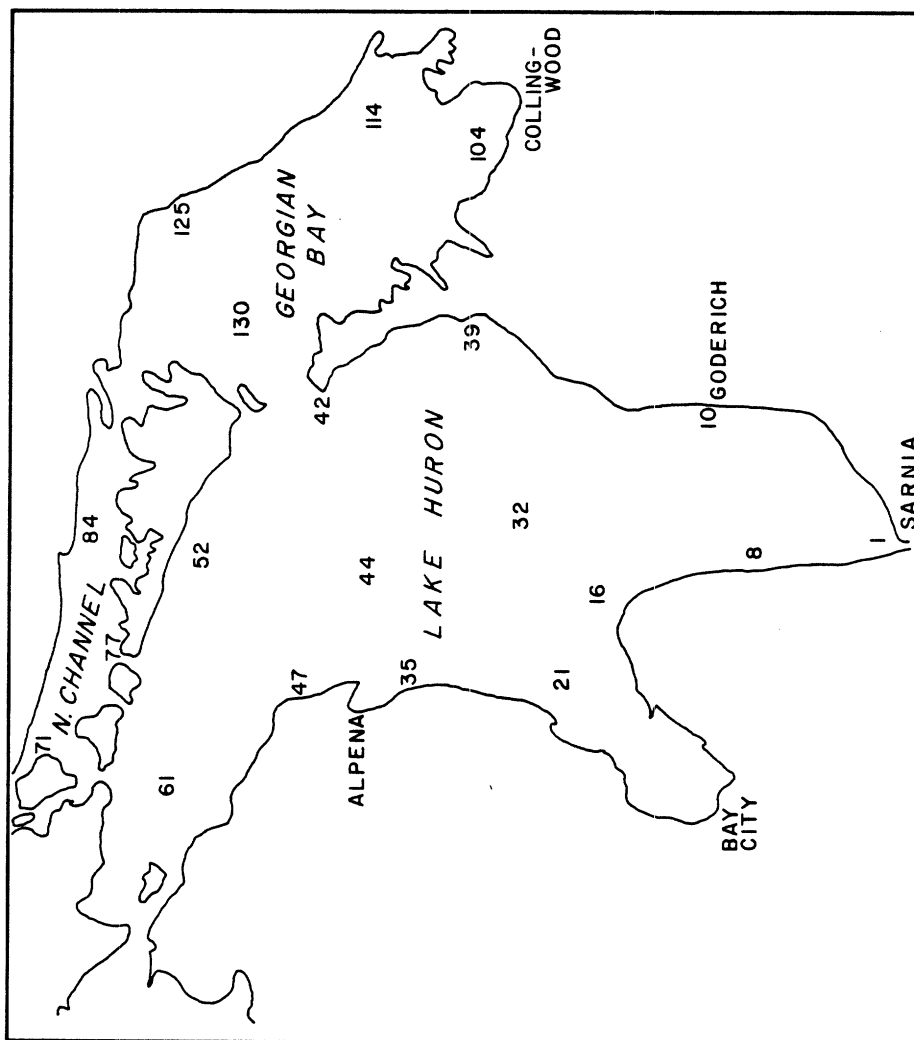 COLLING-
WOOD
114
104
125
GEORGIAN
BAY
130
42
39
GODERICH
10
84
N. CHANNEL
77
71
52
44
LAKE HURON
32
16
8
1
SARNIA
47
35
21
61
ALPENA
BAY
CITY